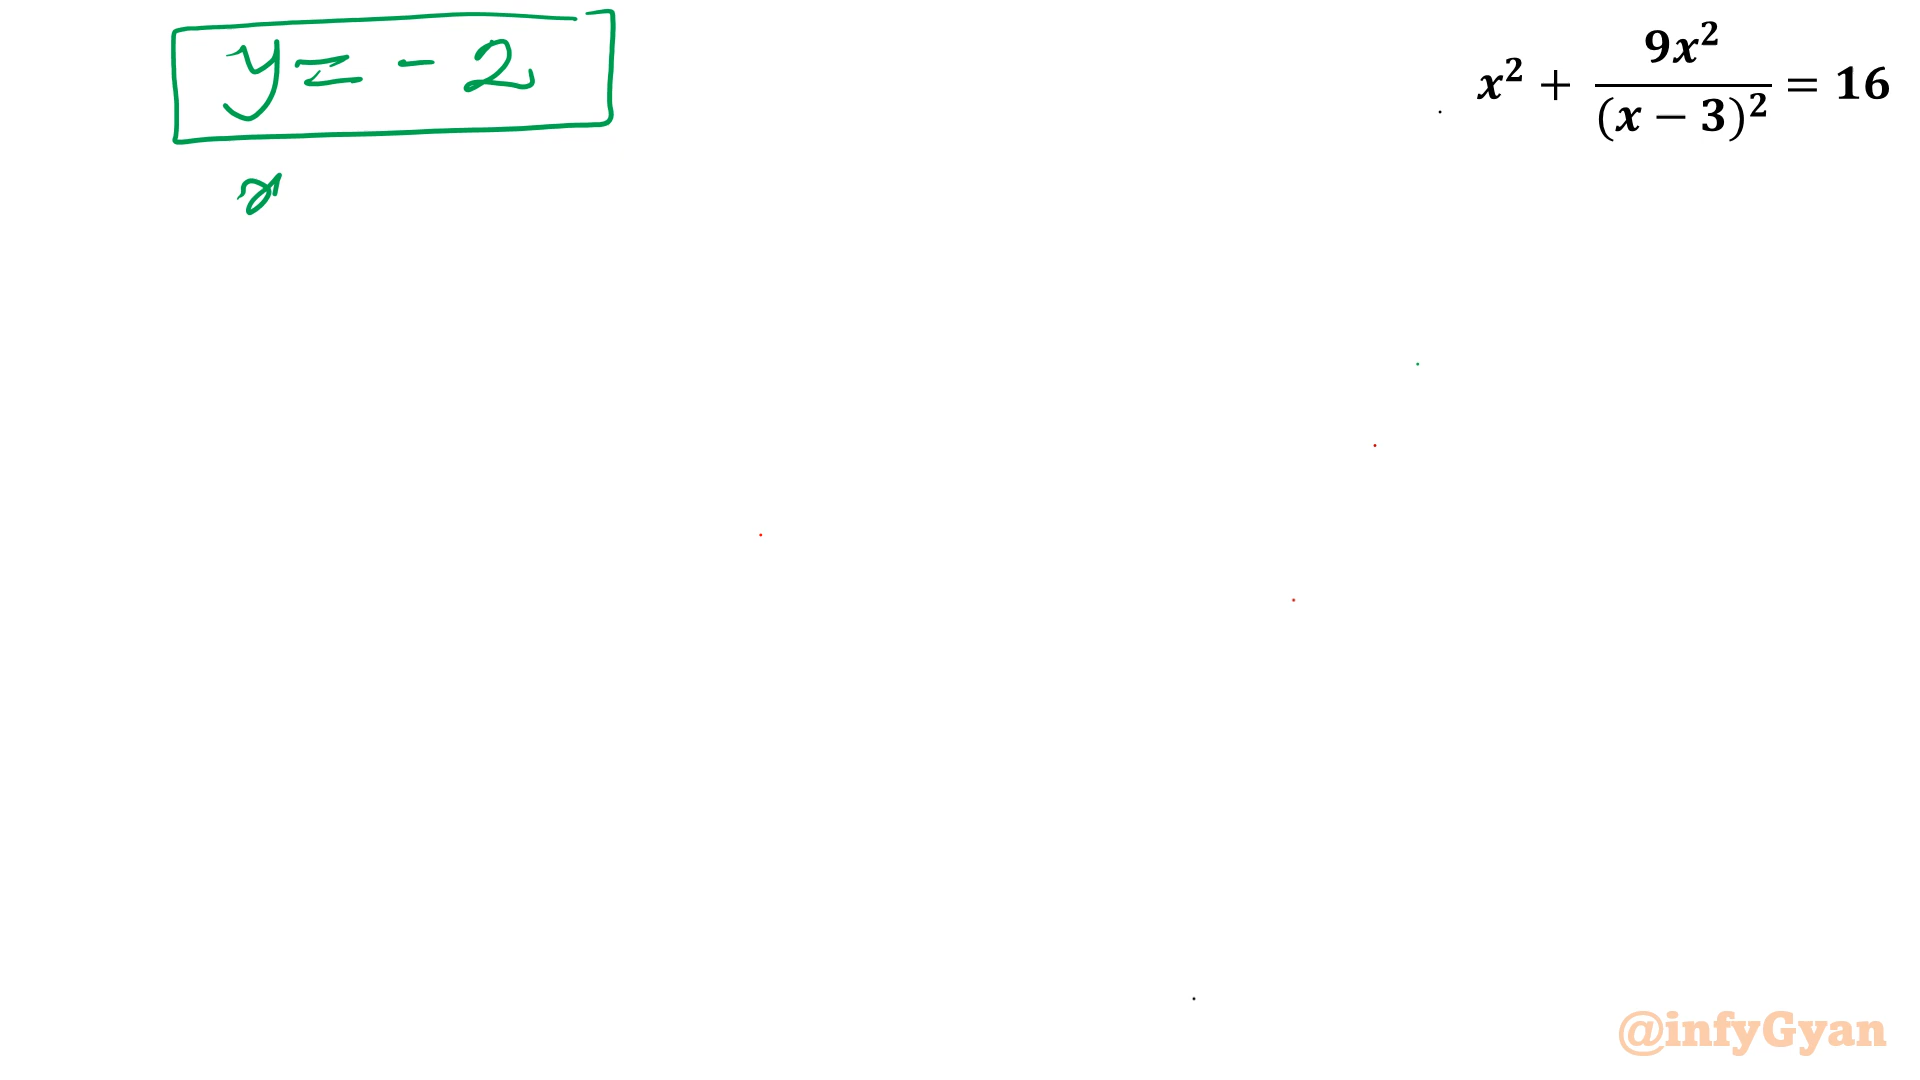 y = - 2
x² + 9x²/(x − 3)² = 16
x
@infyGyan